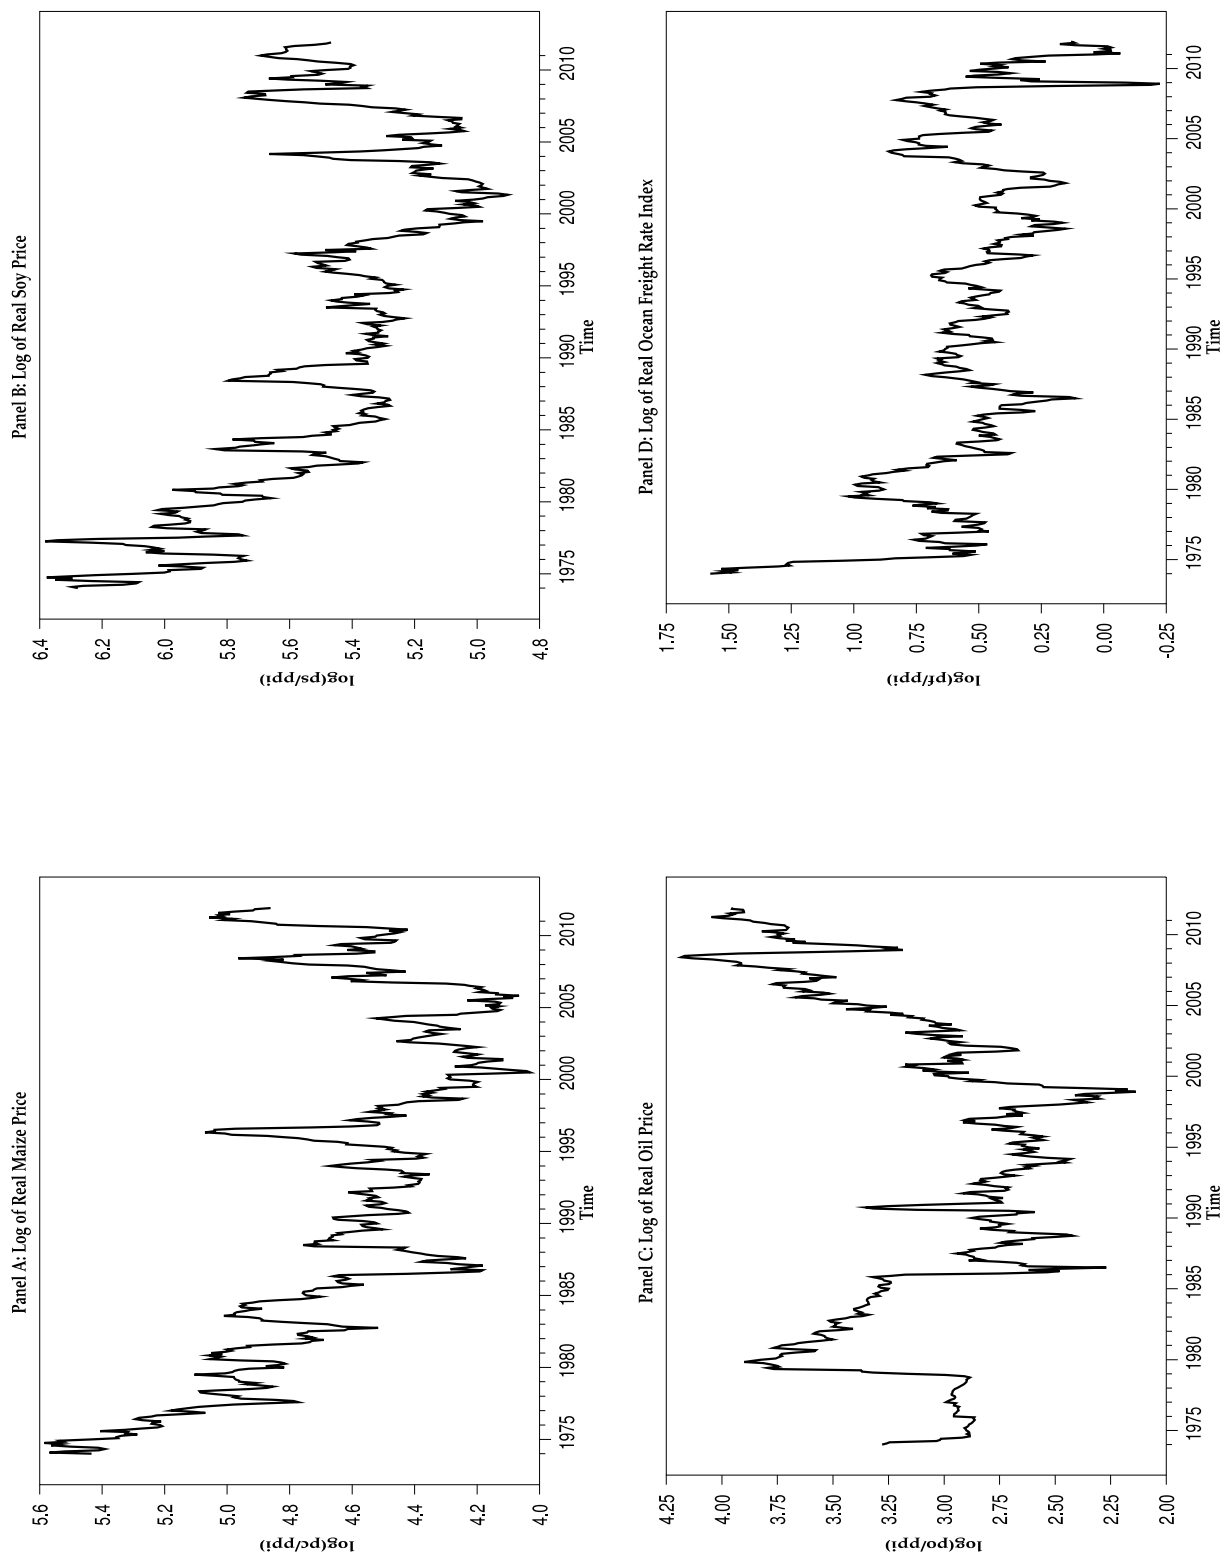 Panel A: Log of Real Maize Price
log(pc/ppi)
5.6
5.4
5.2
5.0
4.8
4.6
4.4
4.2
4.0
1975 1980 1985 1990 1995 2000 2005 2010
Time
Panel B: Log of Real Soy Price
log(ps/ppi)
6.4
6.2
6.0
5.8
5.6
5.4
5.2
5.0
4.8
1975 1980 1985 1990 1995 2000 2005 2010
Time
Panel C: Log of Real Oil Price
log(po/ppi)
4.25
4.00
3.75
3.50
3.25
3.00
2.75
2.50
2.25
2.00
1975 1980 1985 1990 1995 2000 2005 2010
Time
Panel D: Log of Real Ocean Freight Rate Index
log(pf/ppi)
1.75
1.50
1.25
1.00
0.75
0.50
0.25
0.00
-0.25
1975 1980 1985 1990 1995 2000 2005 2010
Time